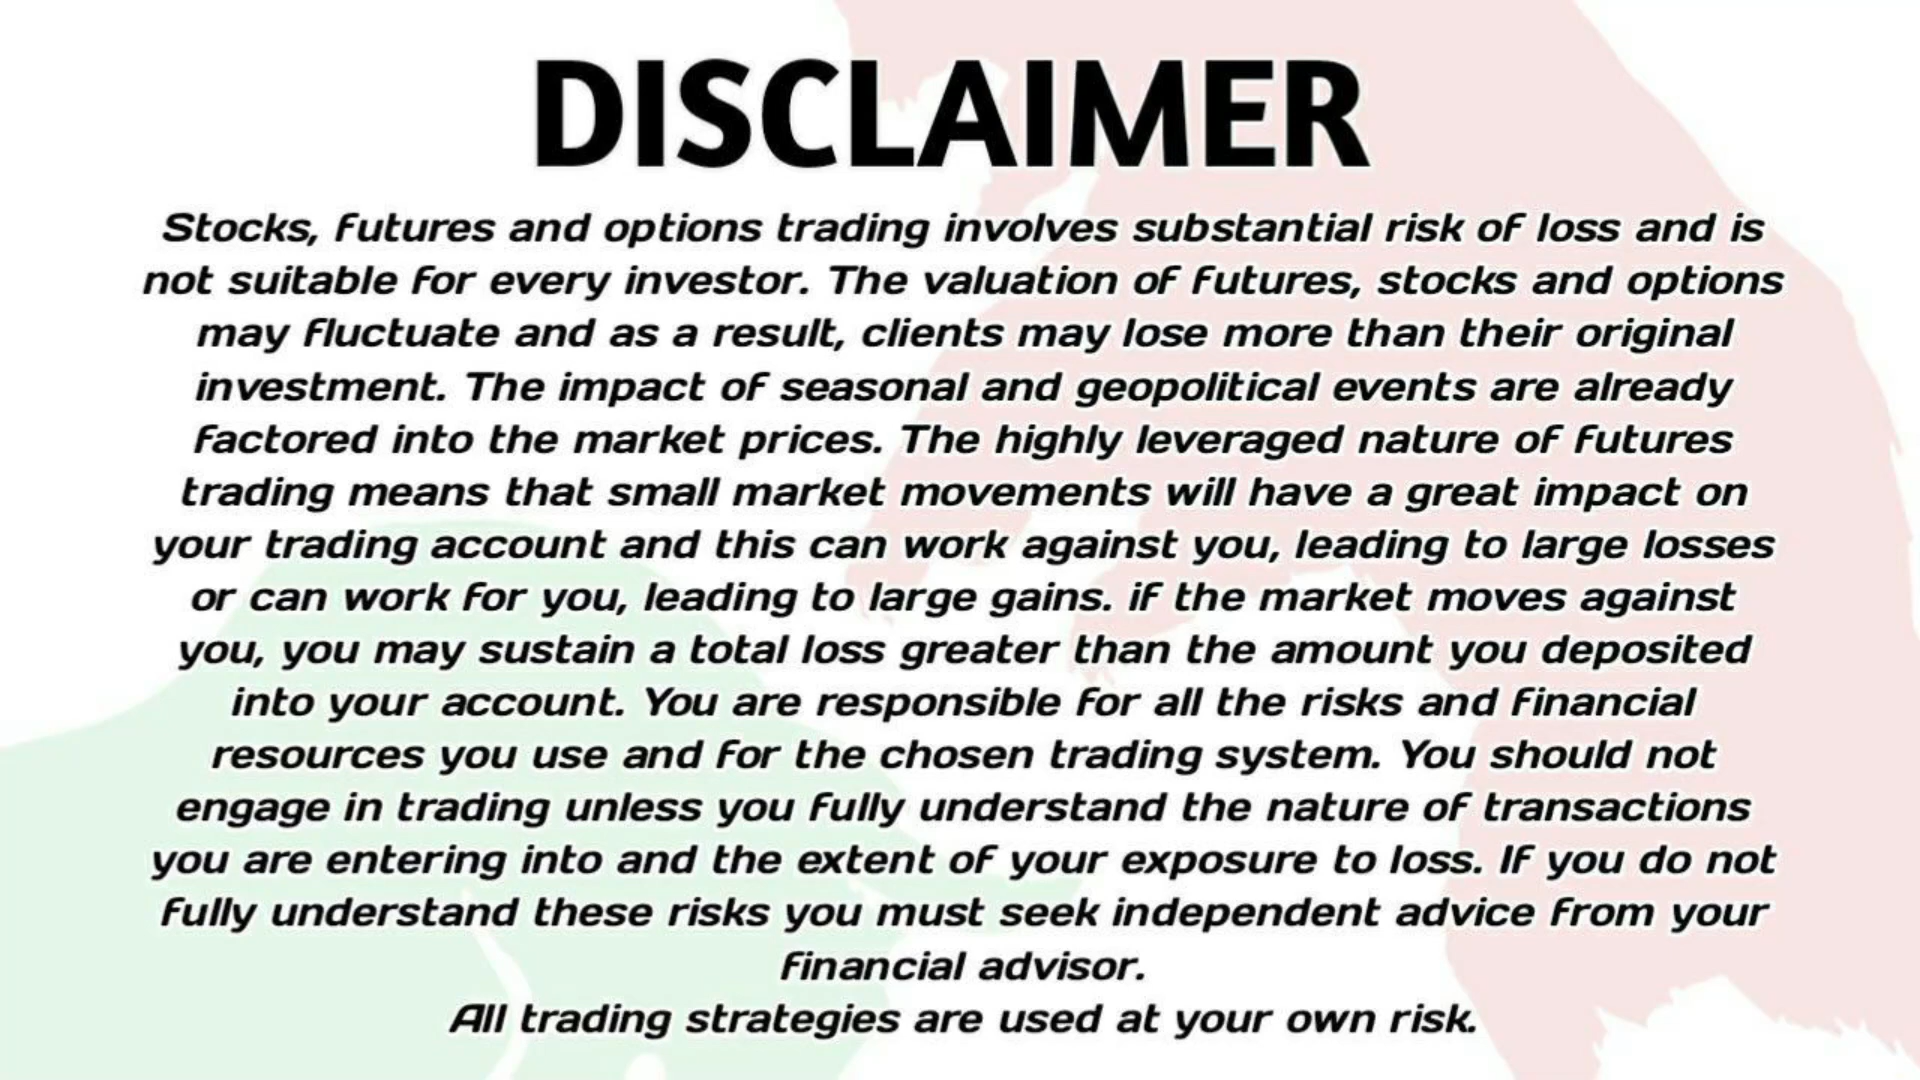 DISCLAIMER
Stocks, futures and options trading involves substantial risk of loss and is
not suitable for every investor. The valuation of futures, stocks and options
may fluctuate and as a result, clients may lose more than their original
investment. The impact of seasonal and geopolitical events are already
factored into the market prices. The highly leveraged nature of futures
trading means that small market movements will have a great impact on
your trading account and this can work against you, leading to large losses
or can work for you, leading to large gains. if the market moves against
you, you may sustain a total loss greater than the amount you deposited
into your account. You are responsible for all the risks and financial
resources you use and for the chosen trading system. You should not
engage in trading unless you fully understand the nature of transactions
you are entering into and the extent of your exposure to loss. If you do not
fully understand these risks you must seek independent advice from your
financial advisor.
All trading strategies are used at your own risk.